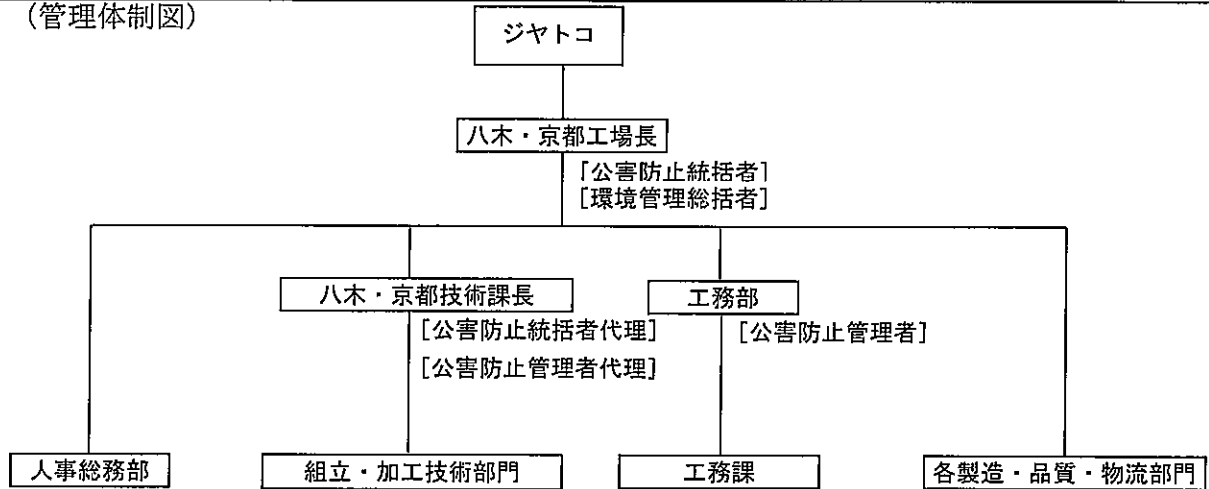 (管理体制図)
ジヤトコ
八木・京都工場長
[公害防止統括者]
[環境管理総括者]
八木・京都技術課長
工務部
[公害防止統括者代理]
[公害防止管理者]
[公害防止管理者代理]
人事総務部
組立・加工技術部門
工務課
各製造・品質・物流部門